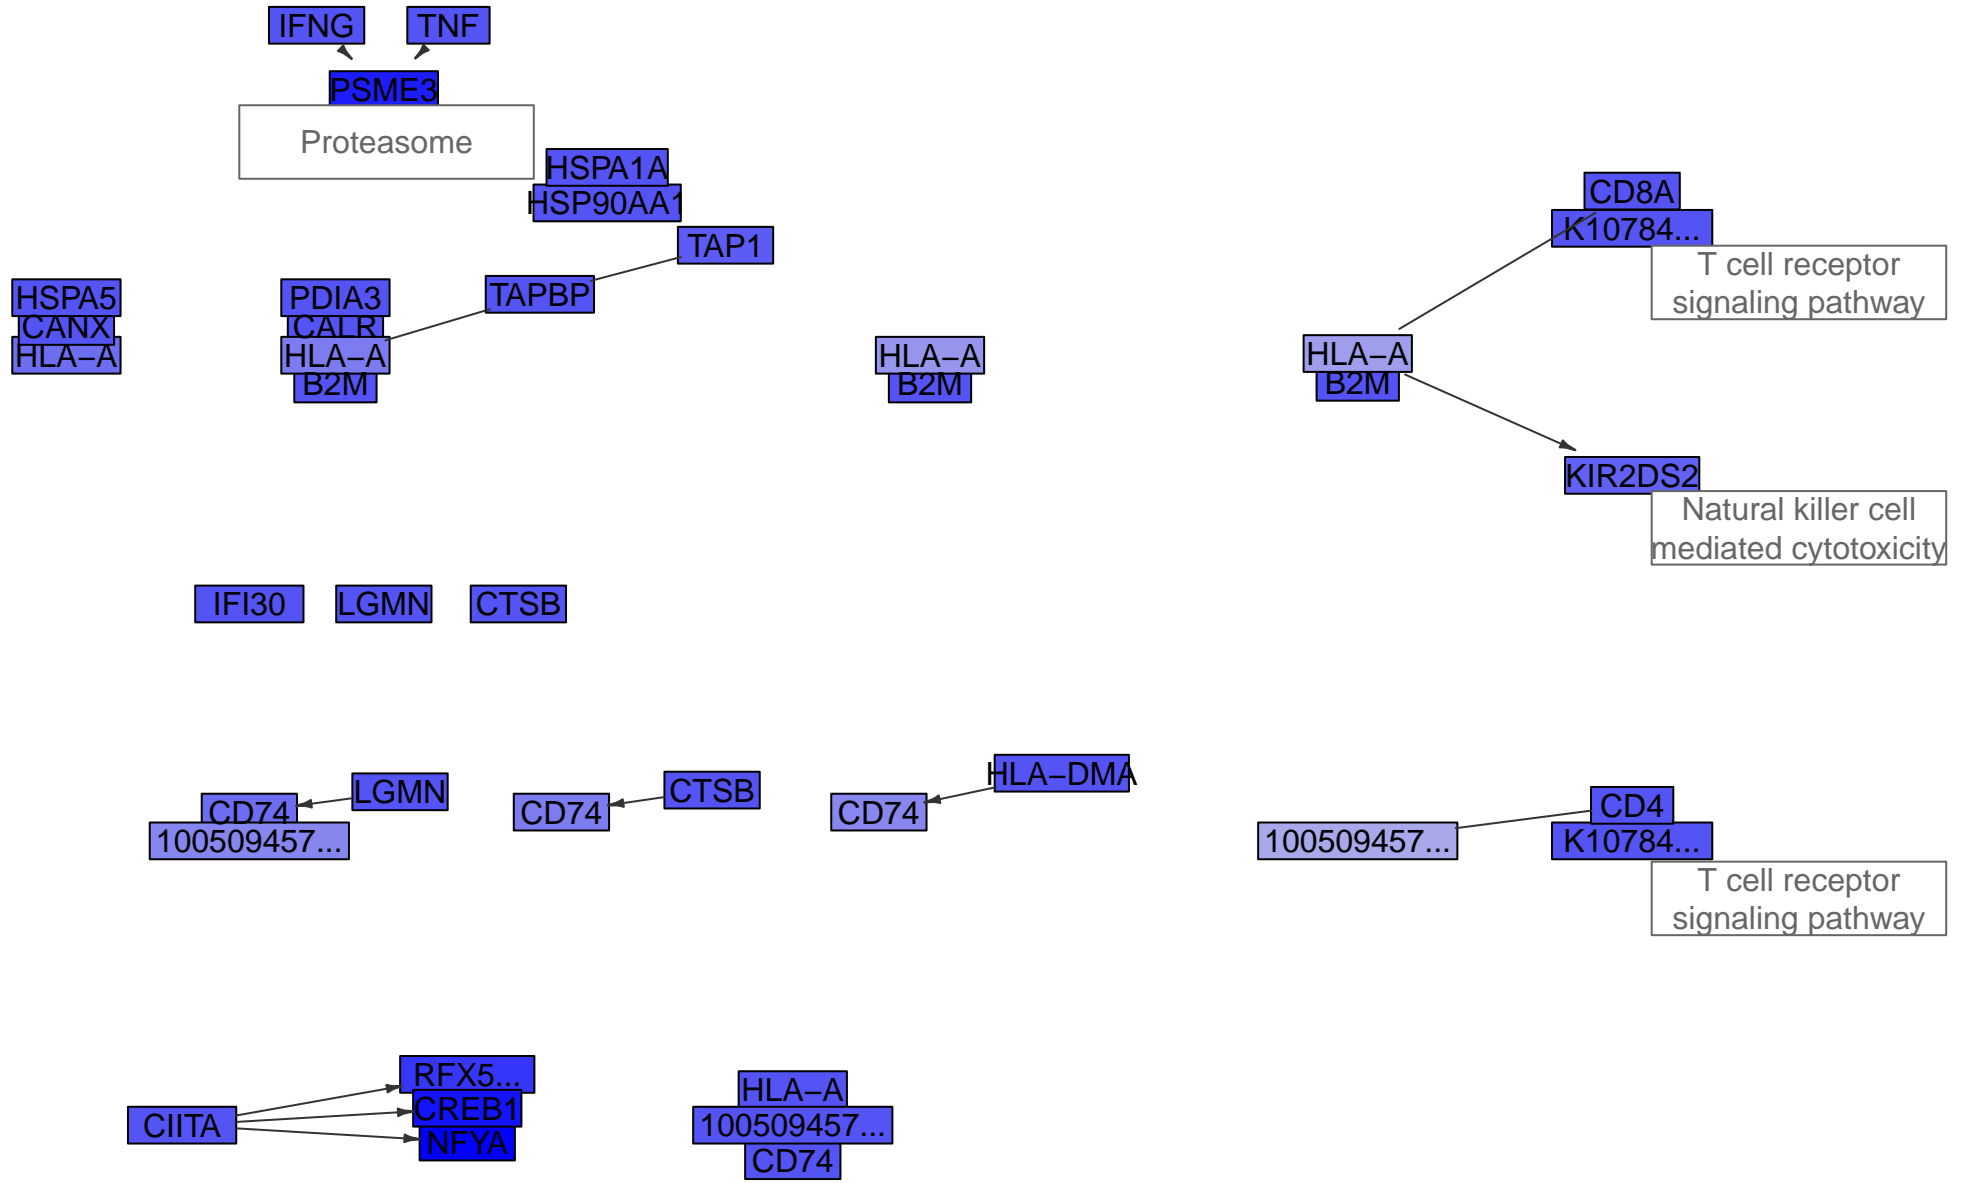 IFNG
TNF
PSME3
Proteasome
HSPA1A
HSP90AA1
TAP1
TAPBP
CD8A
K10784...
T cell receptor
signaling pathway
HSPA5
CANX
HLA−A
PDIA3
CALR
HLA−A
B2M
HLA−A
B2M
HLA−A
B2M
KIR2DS2
Natural killer cell
mediated cytotoxicity
IFI30
LGMN
CTSB
CD74
100509457...
LGMN
CD74
CTSB
CD74
HLA−DMA
100509457...
CD4
K10784...
T cell receptor
signaling pathway
CIITA
RFX5...
CREB1
NFYA
HLA−A
100509457...
CD74